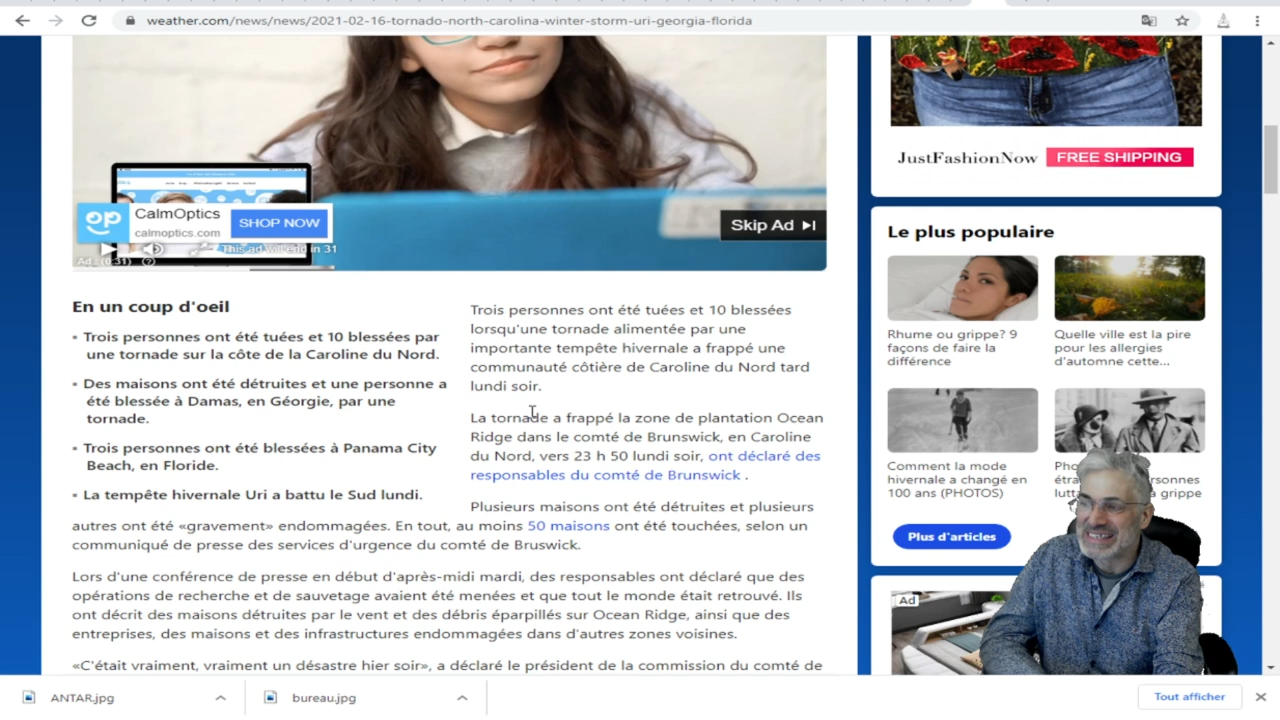 weather.com/news/news/2021-02-16-tornado-north-carolina-winter-storm-uri-georgia-florida
CalmOptics
calmoptics.com
SHOP NOW
This ad will end in 31
Ad : (0:31)
Skip Ad
En un coup d'oeil
▪ Trois personnes ont été tuées et 10 blessées par
une tornade sur la côte de la Caroline du Nord.
▪ Des maisons ont été détruites et une personne a
été blessée à Damas, en Géorgie, par une
tornade.
▪ Trois personnes ont été blessées à Panama City
Beach, en Floride.
▪ La tempête hivernale Uri a battu le Sud lundi.
Trois personnes ont été tuées et 10 blessées
lorsqu'une tornade alimentée par une
importante tempête hivernale a frappé une
communauté côtière de Caroline du Nord tard
lundi soir.
La tornade a frappé la zone de plantation Ocean
Ridge dans le comté de Brunswick, en Caroline
du Nord, vers 23 h 50 lundi soir, ont déclaré des
responsables du comté de Brunswick .
Plusieurs maisons ont été détruites et plusieurs
autres ont été «gravement» endommagées. En tout, au moins 50 maisons ont été touchées, selon un
communiqué de presse des services d'urgence du comté de Bruswick.
Lors d'une conférence de presse en début d'après-midi mardi, des responsables ont déclaré que des
opérations de recherche et de sauvetage avaient été menées et que tout le monde était retrouvé. Ils
ont décrit des maisons détruites par le vent et des débris éparpillés sur Ocean Ridge, ainsi que des
entreprises, des maisons et des infrastructures endommagées dans d'autres zones voisines.
«C'était vraiment, vraiment un désastre hier soir», a déclaré le président de la commission du comté de
JustFashionNow FREE SHIPPING
Le plus populaire
Rhume ou grippe? 9
façons de faire la
différence
Quelle ville est la pire
pour les allergies
d'automne cette...
Comment la mode
hivernale a changé en
100 ans (PHOTOS)
Pho
étra rsonnes
lutt a grippe
Plus d'articles
Ad
ANTAR.jpg
bureau.jpg
Tout afficher